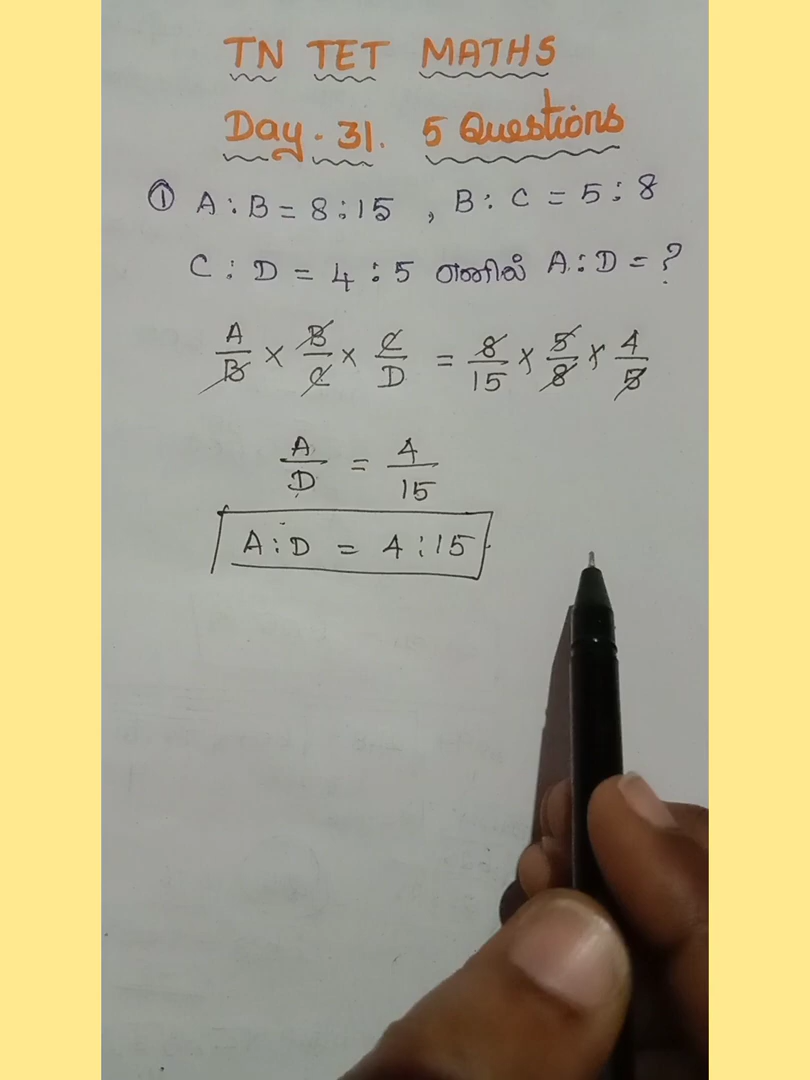 TN TET MATHS
Day - 31. 5 Questions
① A : B = 8 : 15 , B : C = 5 : 8
C : D = 4 : 5 எனில் A : D = ?
A/B × B/C × C/D = 8/15 × 5/8 × 4/5
A/D = 4/15
A : D = 4 : 15